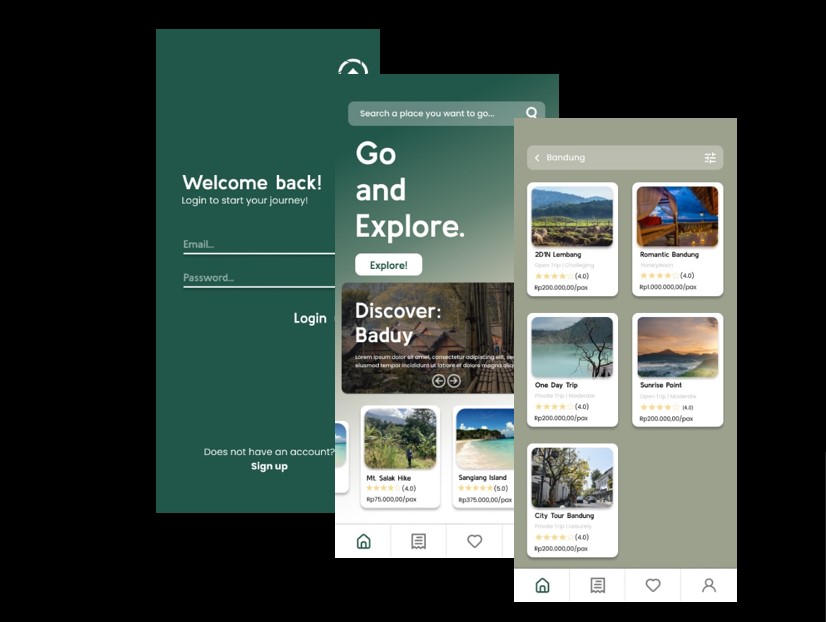 Welcome back!
Login to start your journey!
Email...
Password...
Login
Does not have an account?
Sign up
Search a place you want to go...
Go
and
Explore.
Explore!
Discover:
Baduy
Lorem ipsum dolor sit amet, consectetur adipiscing elit, se
eiusmod tempor incididunt ut labore et dolore magna aliq
Mt. Salak Hike
(4.0)
Rp75.000,00/pax
Sangiang Island
(5.0)
Rp375.000,00/pax
Bandung
2D1N Lembang
Open Trip | Challenging
(4.0)
Rp200.000,00/pax
Romantic Bandung
Honeymoon
(4.0)
Rp1.000.000,00/pax
One Day Trip
Private Trip | Moderate
(4.0)
Rp200.000,00/pax
Sunrise Point
Open Trip | Moderate
(4.0)
Rp200.000,00/pax
City Tour Bandung
Private Trip | Leisurely
(4.0)
Rp200.000,00/pax